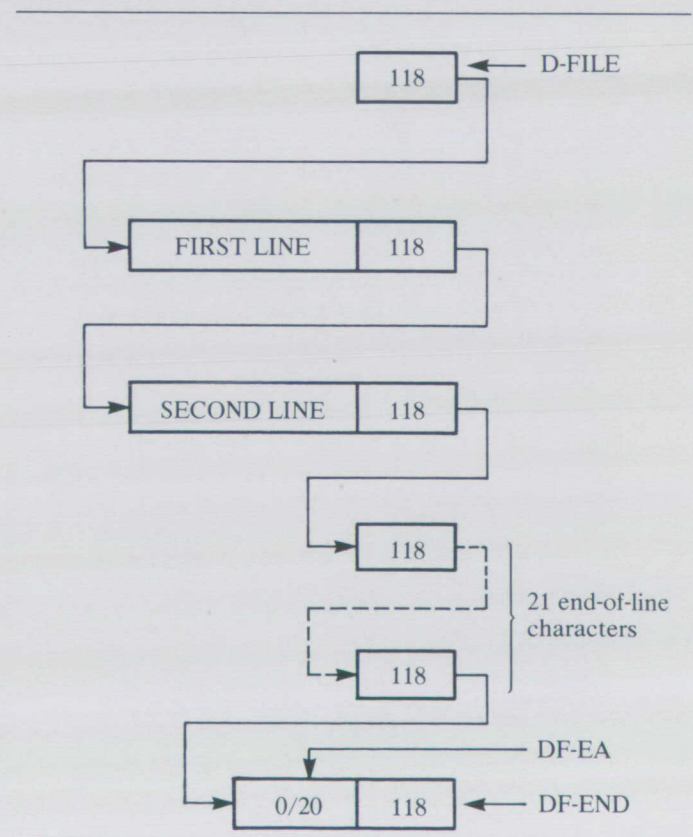 118 D-FILE
FIRST LINE 118
SECOND LINE 118
118
21 end-of-line
characters
118
DF-EA
0/20 118 DF-END